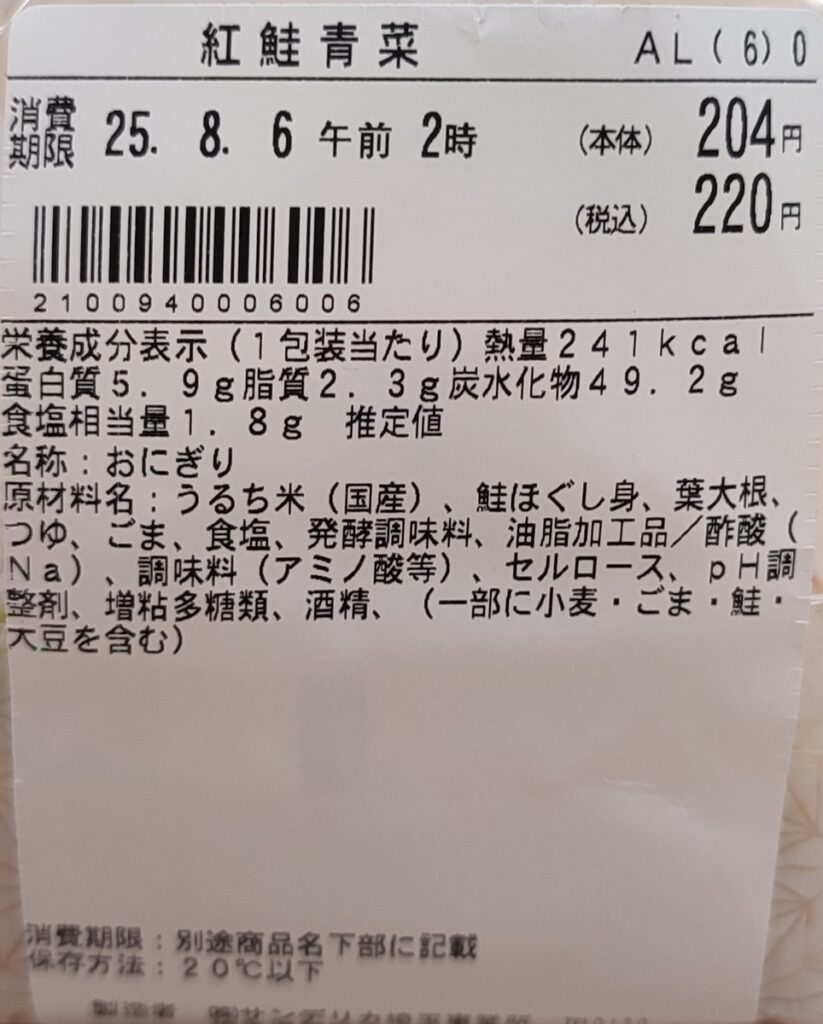 紅鮭青菜 AL(6)0
消費期限 25. 8. 6 午前 2時 (本体) 204円
(税込) 220円
2100940006006
栄養成分表示(1包装当たり)熱量241kcal
蛋白質5.9g脂質2.3g炭水化物49.2g
食塩相当量1.8g 推定値
名称:おにぎり
原材料名:うるち米(国産)、鮭ほぐし身、葉大根、
つゆ、ごま、食塩、発酵調味料、油脂加工品/酢酸(
Na)、調味料(アミノ酸等)、セルロース、pH調
整剤、増粘多糖類、酒精、(一部に小麦・ごま・鮭・
大豆を含む)
消費期限:別途商品名下部に記載
保存方法:20℃以下
製造者